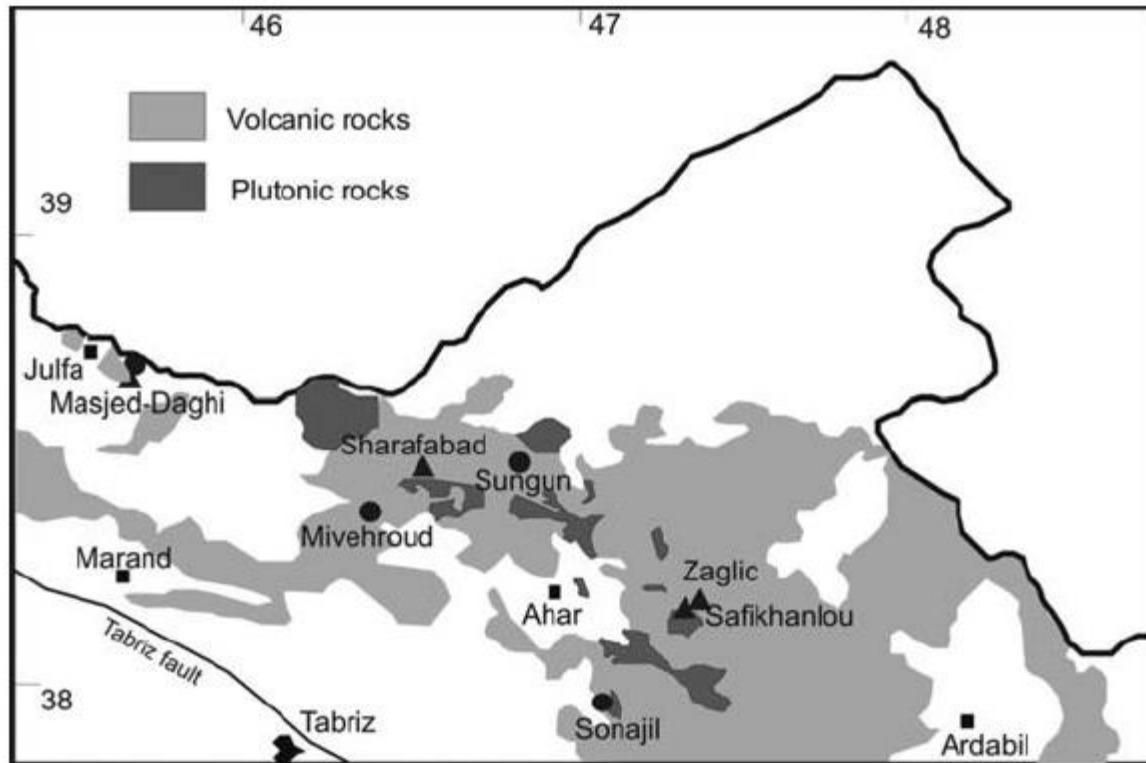 46
47
48
Volcanic rocks
Plutonic rocks
39
Julfa
Masjed-Daghi
Sharafabad
Sungun
Mivehroud
Marand
Zaglic
Ahar
Safikhanlou
Tabriz fault
38
Tabriz
Sonajil
Ardabil